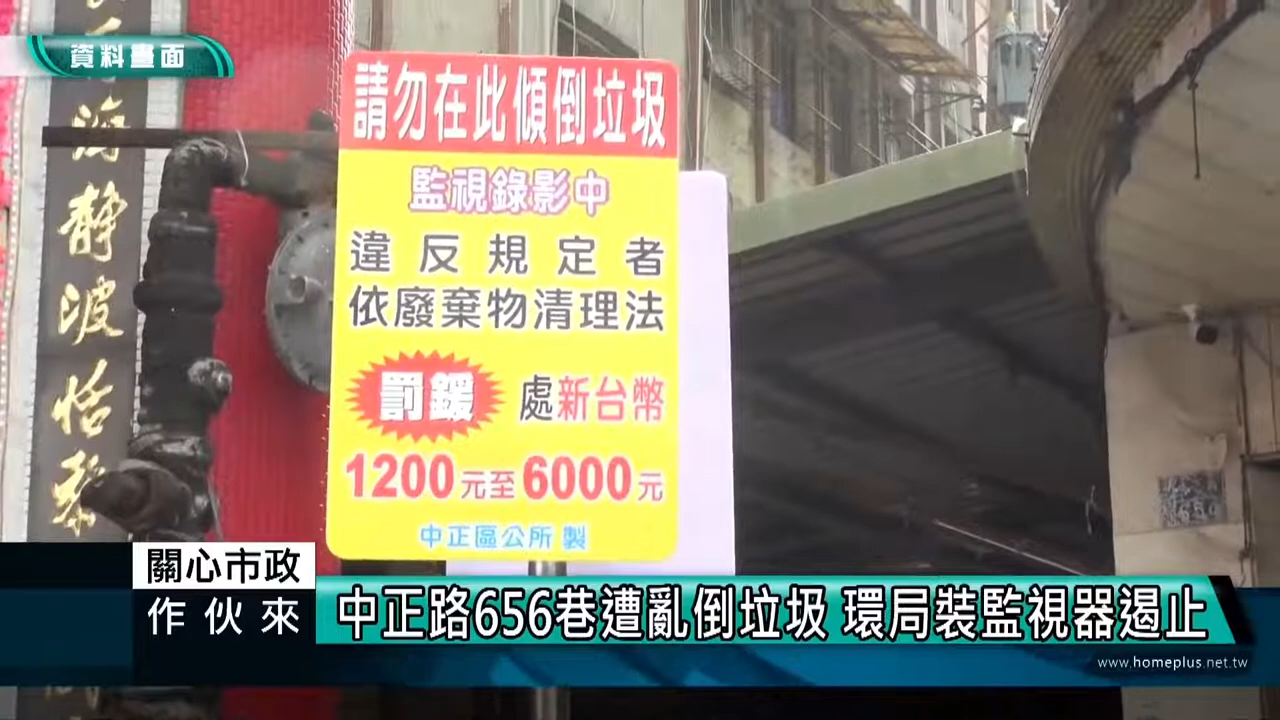 資料畫面
請勿在此傾倒垃圾
監視錄影中
違反規定者
依廢棄物清理法
罰鍰 處新台幣
1200元至6000元
中正區公所 製
海靜波恬
關心市政
作伙來
中正路656巷遭亂倒垃圾 環局裝監視器遏止
www.homeplus.net.tw